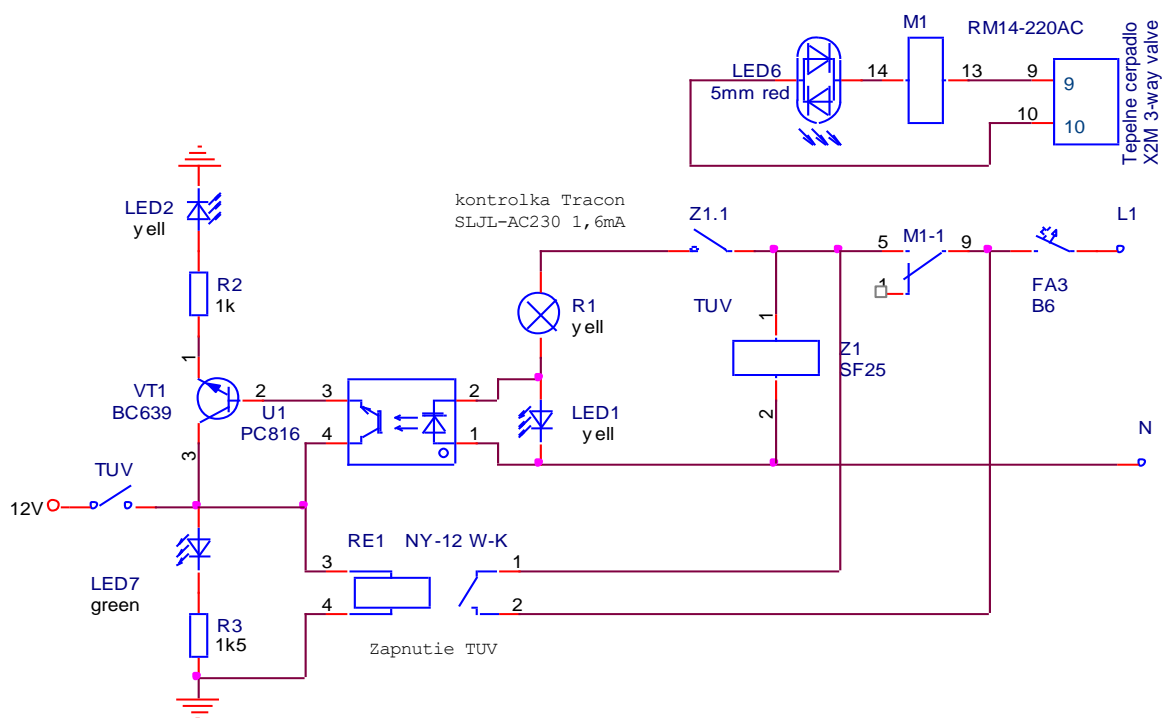 M1
RM14-220AC
LED6
5mm red
14
13
9
10
9
10
Tepelne cerpadlo
X2M 3-way valve
kontrolka Tracon
SLJL-AC230 1,6mA
LED2
yell
R2
1k
1
VT1
BC639
2
3
U1
PC816
3
4
2
1
R1
yell
LED1
yell
Z1.1
TUV
1
Z1
SF25
2
5
M1-1
9
1
FA3
B6
L1
N
TUV
12V
LED7
green
R3
1k5
RE1
NY-12 W-K
3
4
1
2
Zapnutie TUV